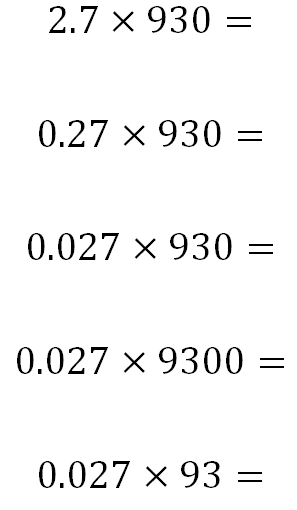 2.7 × 930 =
0.27 × 930 =
0.027 × 930 =
0.027 × 9300 =
0.027 × 93 =